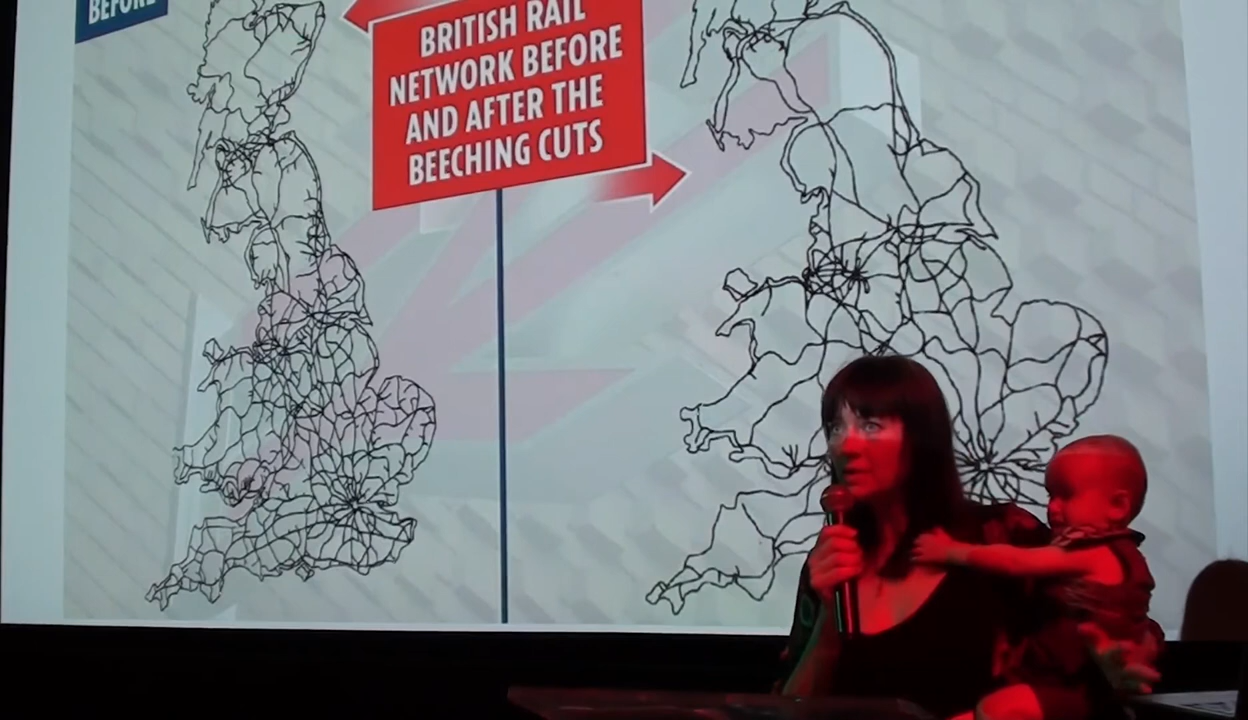 BEFORE
BRITISH RAIL
NETWORK BEFORE
AND AFTER THE
BEECHING CUTS